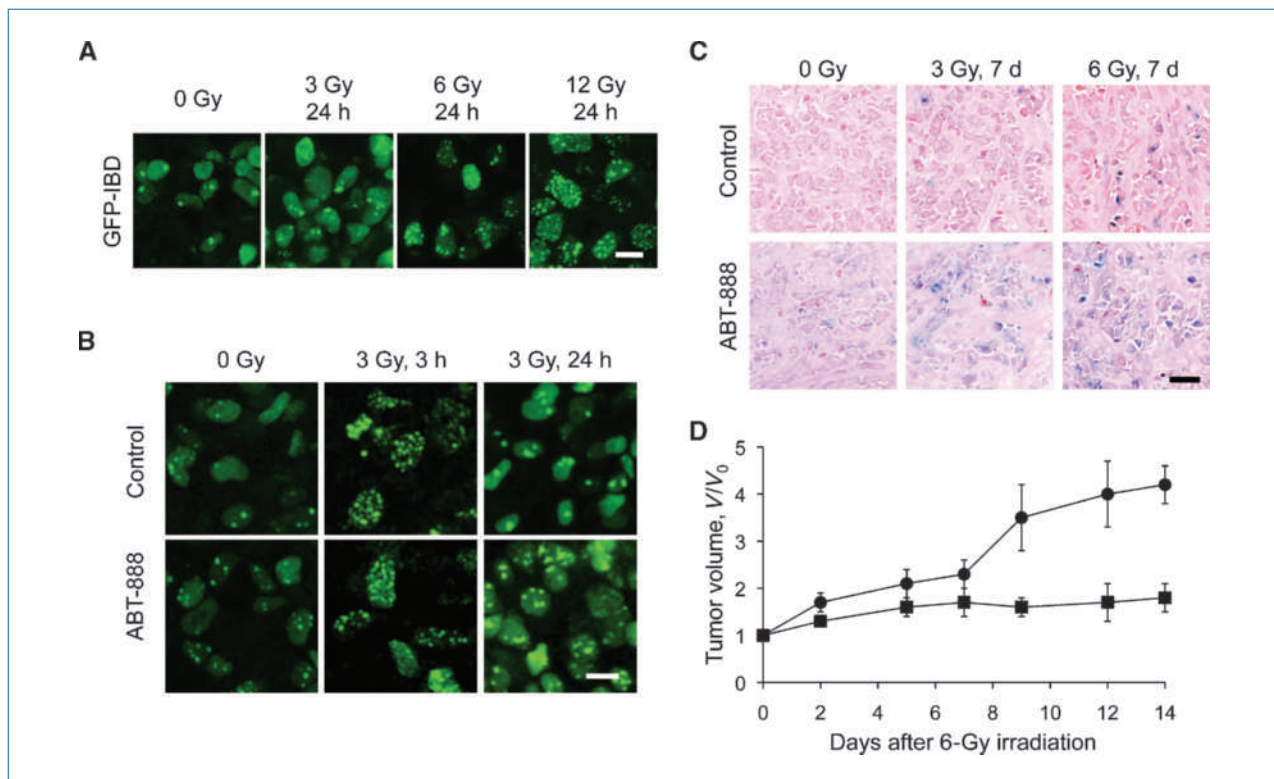 A
0 Gy
3 Gy
24 h
6 Gy
24 h
12 Gy
24 h
GFP-IBD
B
0 Gy
3 Gy, 3 h
3 Gy, 24 h
Control
ABT-888
C
0 Gy
3 Gy, 7 d
6 Gy, 7 d
Control
ABT-888
D
Tumor volume, V/V₀
5
4
3
2
1
0
0 2 4 6 8 10 12 14
Days after 6-Gy irradiation